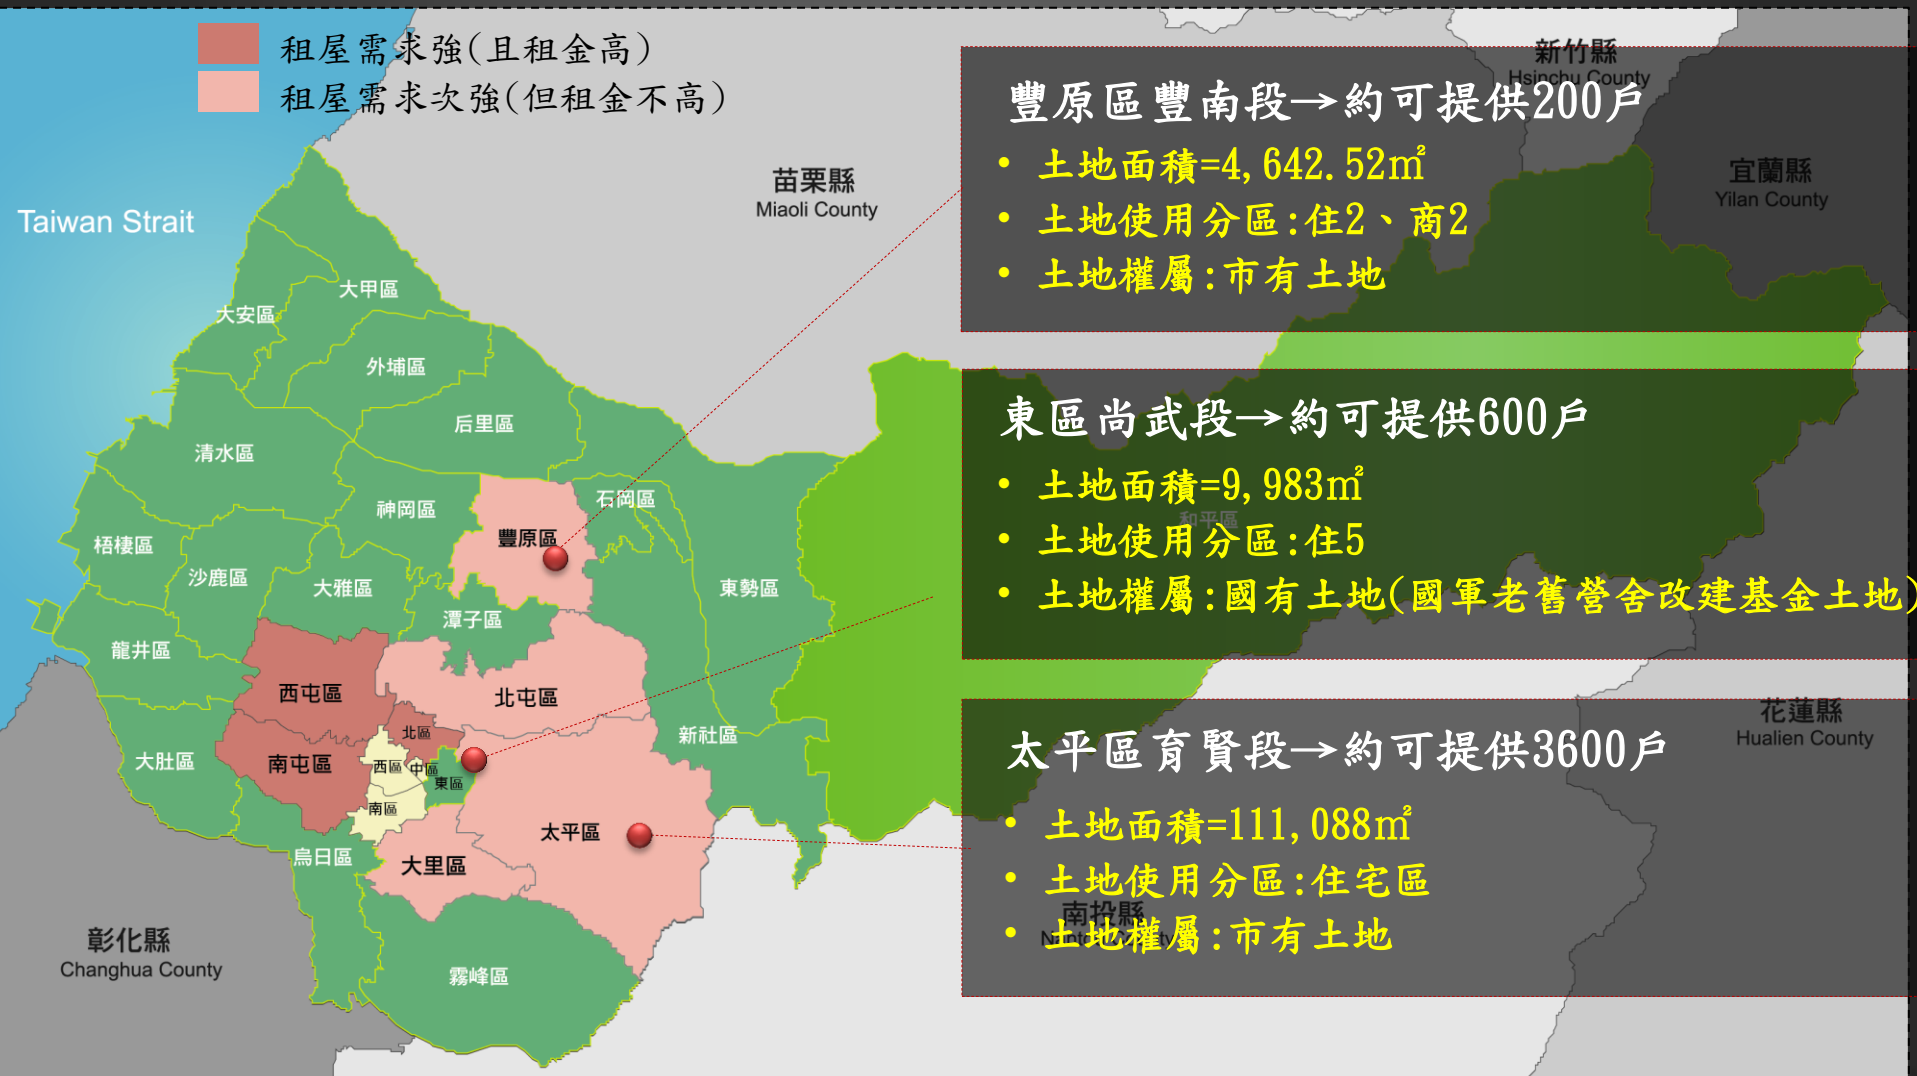 租屋需求強(且租金高)
租屋需求次強(但租金不高)
Taiwan Strait
苗栗縣
Miaoli County
新竹縣
Hsinchu County
宜蘭縣
Yilan County
花蓮縣
Hualien County
南投縣
彰化縣
Changhua County
大甲區
大安區
外埔區
后里區
清水區
神岡區
豐原區
石岡區
梧棲區
沙鹿區
大雅區
潭子區
東勢區
和平區
龍井區
西屯區
北屯區
新社區
大肚區
南屯區
北區
西區
中區
東區
南區
太平區
大里區
烏日區
霧峰區
豐原區豐南段→約可提供200戶
• 土地面積=4,642.52㎡
• 土地使用分區:住2、商2
• 土地權屬:市有土地
東區尚武段→約可提供600戶
• 土地面積=9,983㎡
• 土地使用分區:住5
• 土地權屬:國有土地(國軍老舊營舍改建基金土地)
太平區育賢段→約可提供3600戶
• 土地面積=111,088㎡
• 土地使用分區:住宅區
• 土地權屬:市有土地